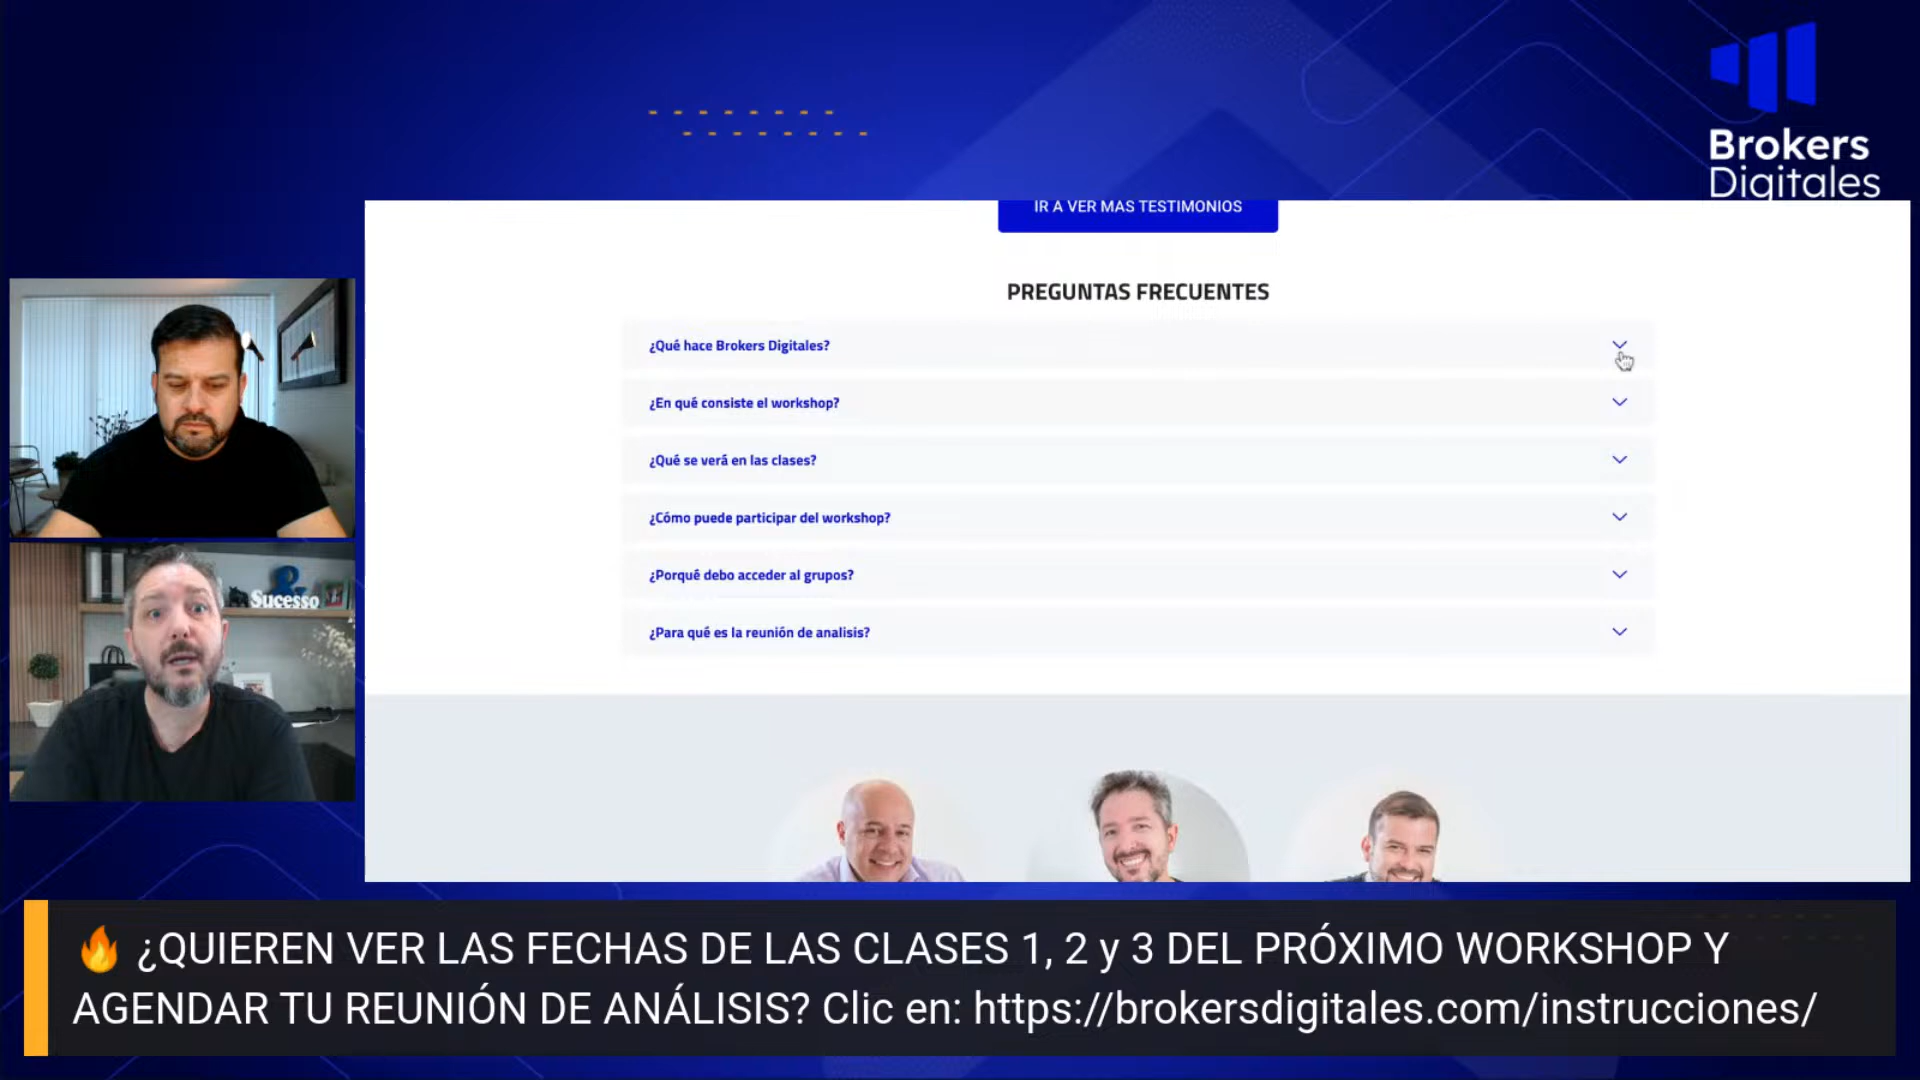 Brokers
Digitales
IR A VER MAS TESTIMONIOS
PREGUNTAS FRECUENTES
¿Qué hace Brokers Digitales?
¿En qué consiste el workshop?
¿Qué se verá en las clases?
¿Cómo puede participar del workshop?
¿Porqué debo acceder al grupos?
¿Para qué es la reunión de analisis?
&
Sucesso
🔥 ¿QUIEREN VER LAS FECHAS DE LAS CLASES 1, 2 y 3 DEL PRÓXIMO WORKSHOP Y
AGENDAR TU REUNIÓN DE ANÁLISIS? Clic en: https://brokersdigitales.com/instrucciones/